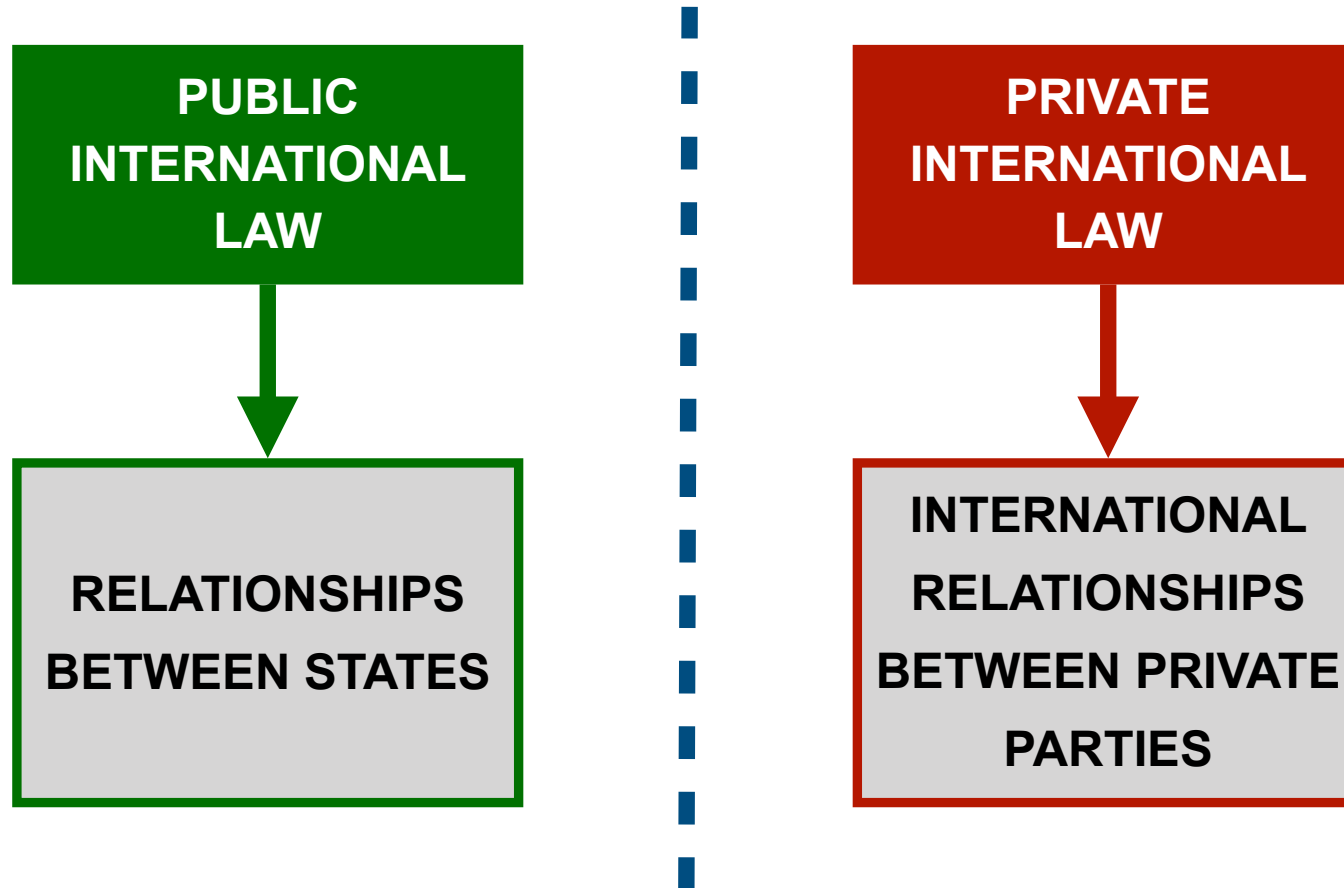 PUBLIC
INTERNATIONAL
LAW
RELATIONSHIPS
BETWEEN STATES
PRIVATE
INTERNATIONAL
LAW
INTERNATIONAL
RELATIONSHIPS
BETWEEN PRIVATE
PARTIES